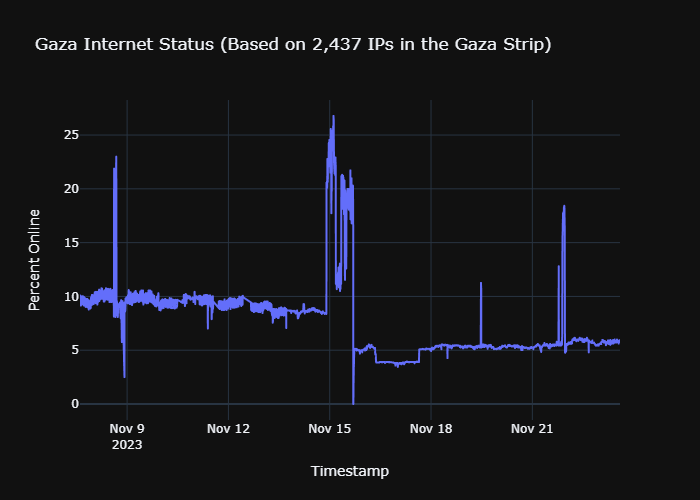 Gaza Internet Status (Based on 2,437 IPs in the Gaza Strip)
Percent Online
25
20
15
10
5
0
Nov 9
2023
Nov 12
Nov 15
Nov 18
Nov 21
Timestamp